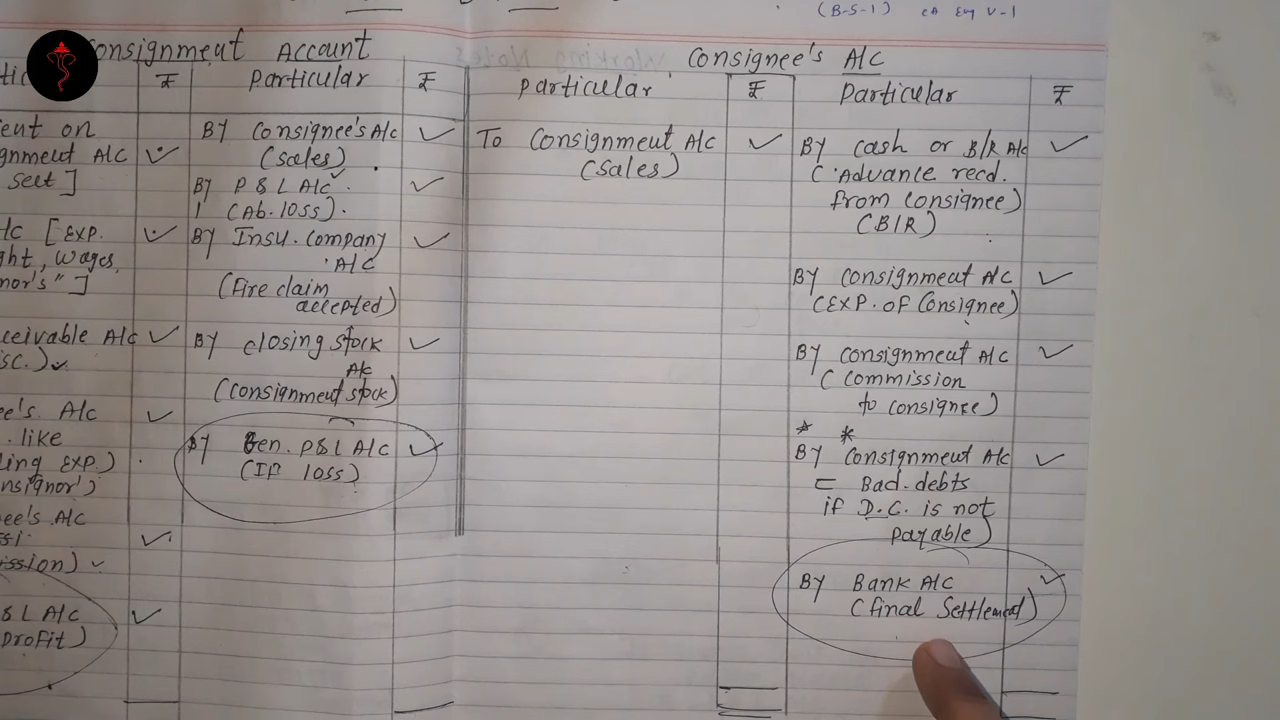 (B-S-1) CA Emy V-1
Consignment Account
₹ Particular ₹
ent on
gnment A/c
sent]
A/c [Exp.
ght, wages,
nor's"]
ceivable A/c
sc.)
ee's A/c
. like
ling Exp.)
nsignor')
nee's A/c
ssi.
ission)
& L A/c
Profit)
By Consignee's A/c
(Sales).
By P & L A/c.
(Ab. loss).
By Insu. Company
A/c
(Fire claim
accepted)
By closing stock
A/c
(Consignment stock)
By Gen. P&L A/c
(IF loss)
Consignee's A/c
Particular ₹ Particular ₹
To Consignment A/c
(Sales)
By cash or B/R A/c
(Advance recd.
from consignee)
(B/R)
By consignment A/c
(Exp. of Consignee)
By consignment A/c
(Commission
to consignee)
* *
By consignment A/c
Bad-debts
if D.C. is not
payable)
By Bank A/c
(final Settlement)